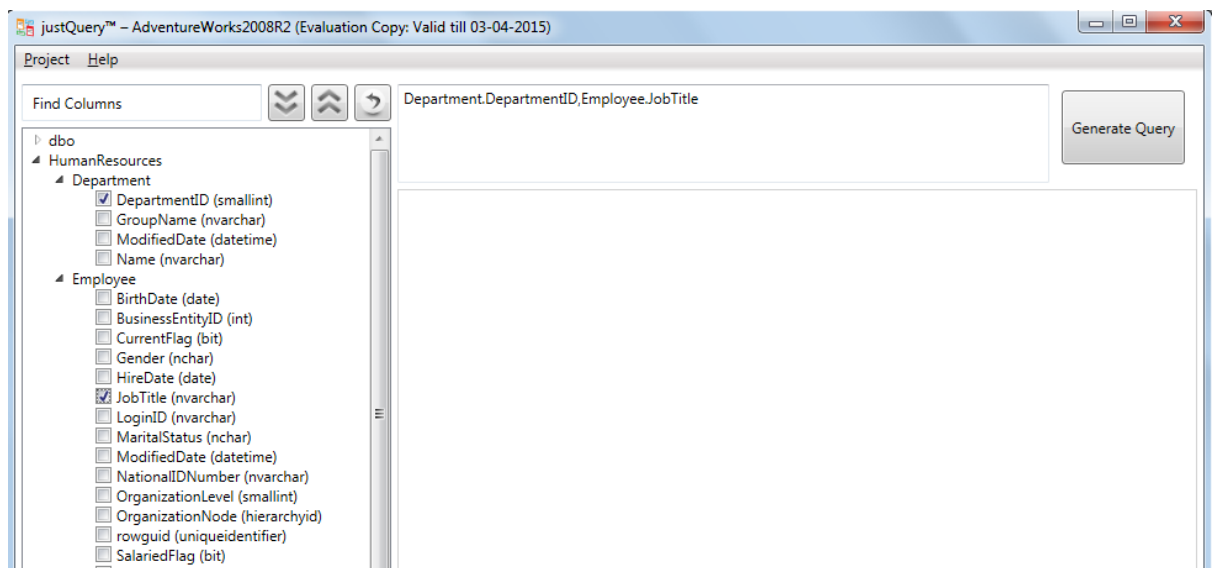 justQuery™ – AdventureWorks2008R2 (Evaluation Copy: Valid till 03-04-2015)
Project Help
Find Columns
Department.DepartmentID,Employee.JobTitle
Generate Query
dbo
HumanResources
Department
DepartmentID (smallint)
GroupName (nvarchar)
ModifiedDate (datetime)
Name (nvarchar)
Employee
BirthDate (date)
BusinessEntityID (int)
CurrentFlag (bit)
Gender (nchar)
HireDate (date)
JobTitle (nvarchar)
LoginID (nvarchar)
MaritalStatus (nchar)
ModifiedDate (datetime)
NationalIDNumber (nvarchar)
OrganizationLevel (smallint)
OrganizationNode (hierarchyid)
rowguid (uniqueidentifier)
SalariedFlag (bit)